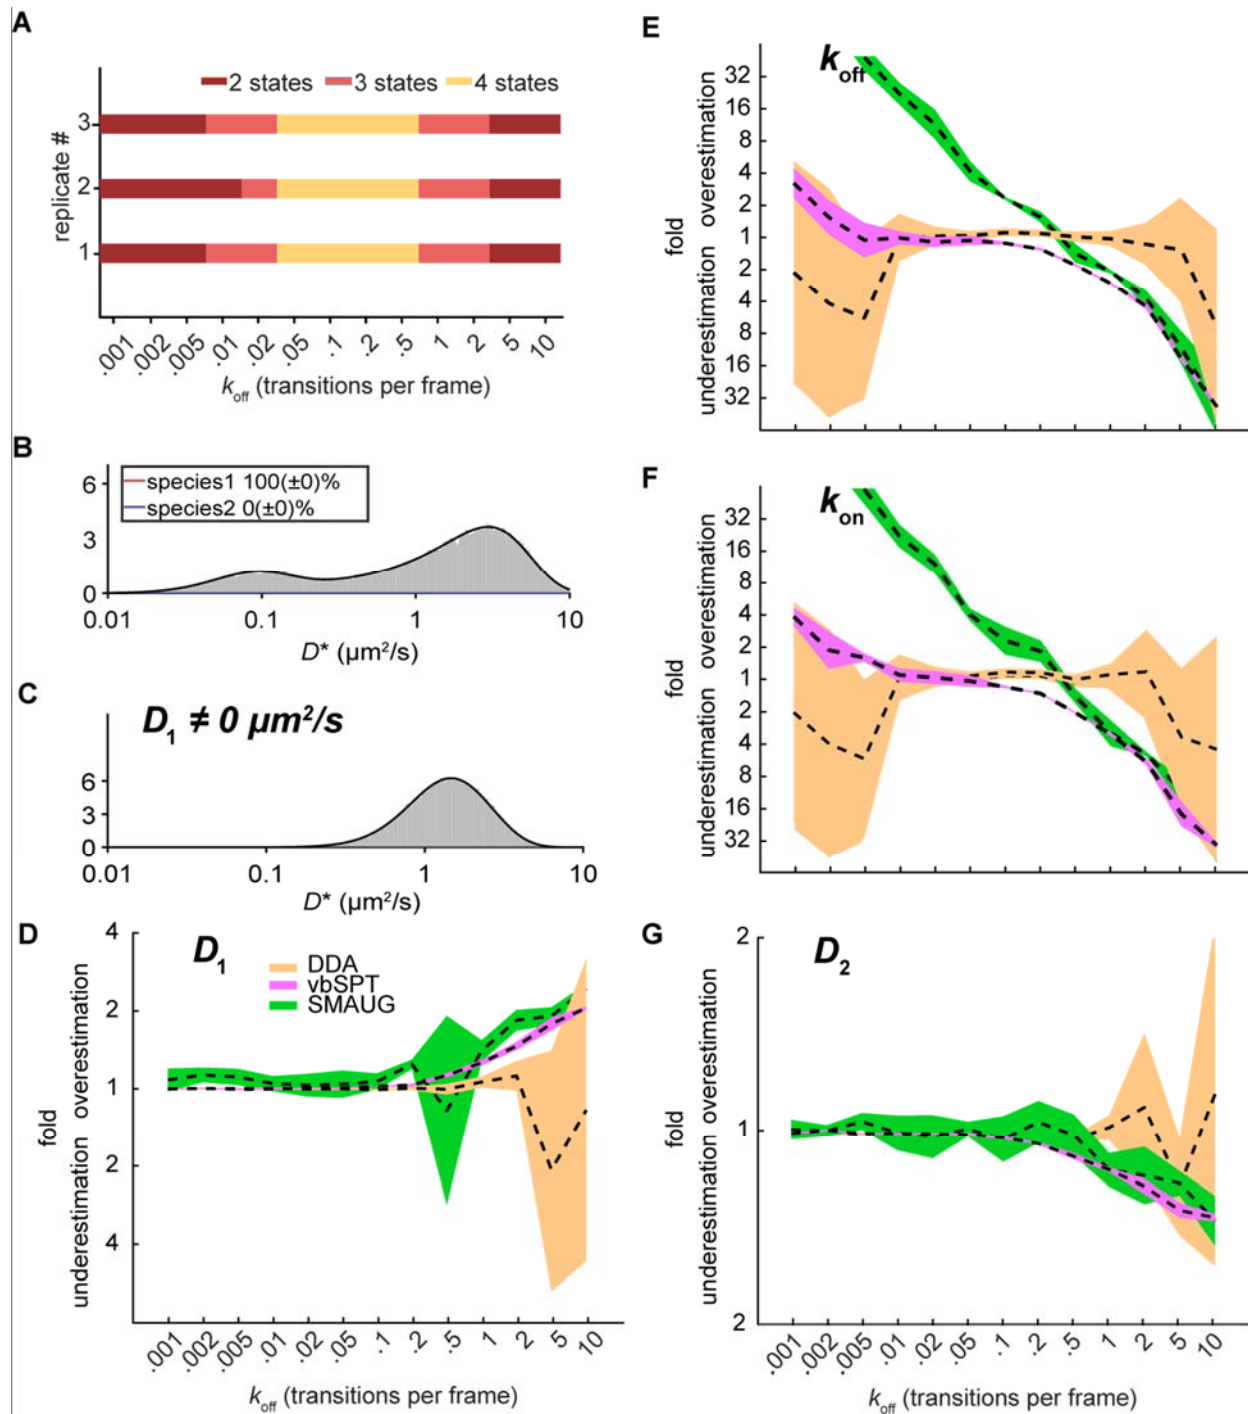 A
2 states 3 states 4 states
replicate #
3
2
1
.001 .002 .005 .01 .02 .05 .1 .2 .5 1 2 5 10
koff (transitions per frame)
B
species1 100(±0)%
species2 0(±0)%
6
3
0
0.01 0.1 1 10
D* (µm²/s)
C
D1 ≠ 0 µm²/s
6
3
0
0.01 0.1 1 10
D* (µm²/s)
D
D1
DDA
vbSPT
SMAUG
fold
underestimation overestimation
4
2
1
2
4
.001 .002 .005 .01 .02 .05 .1 .2 .5 1 2 5 10
koff (transitions per frame)
E
koff
fold
underestimation overestimation
32
16
8
4
2
1
2
4
8
16
32
F
kon
fold
underestimation overestimation
32
16
8
4
2
1
2
4
8
16
32
G
D2
fold
underestimation overestimation
2
1
2
.001 .002 .005 .01 .02 .05 .1 .2 .5 1 2 5 10
koff (transitions per frame)